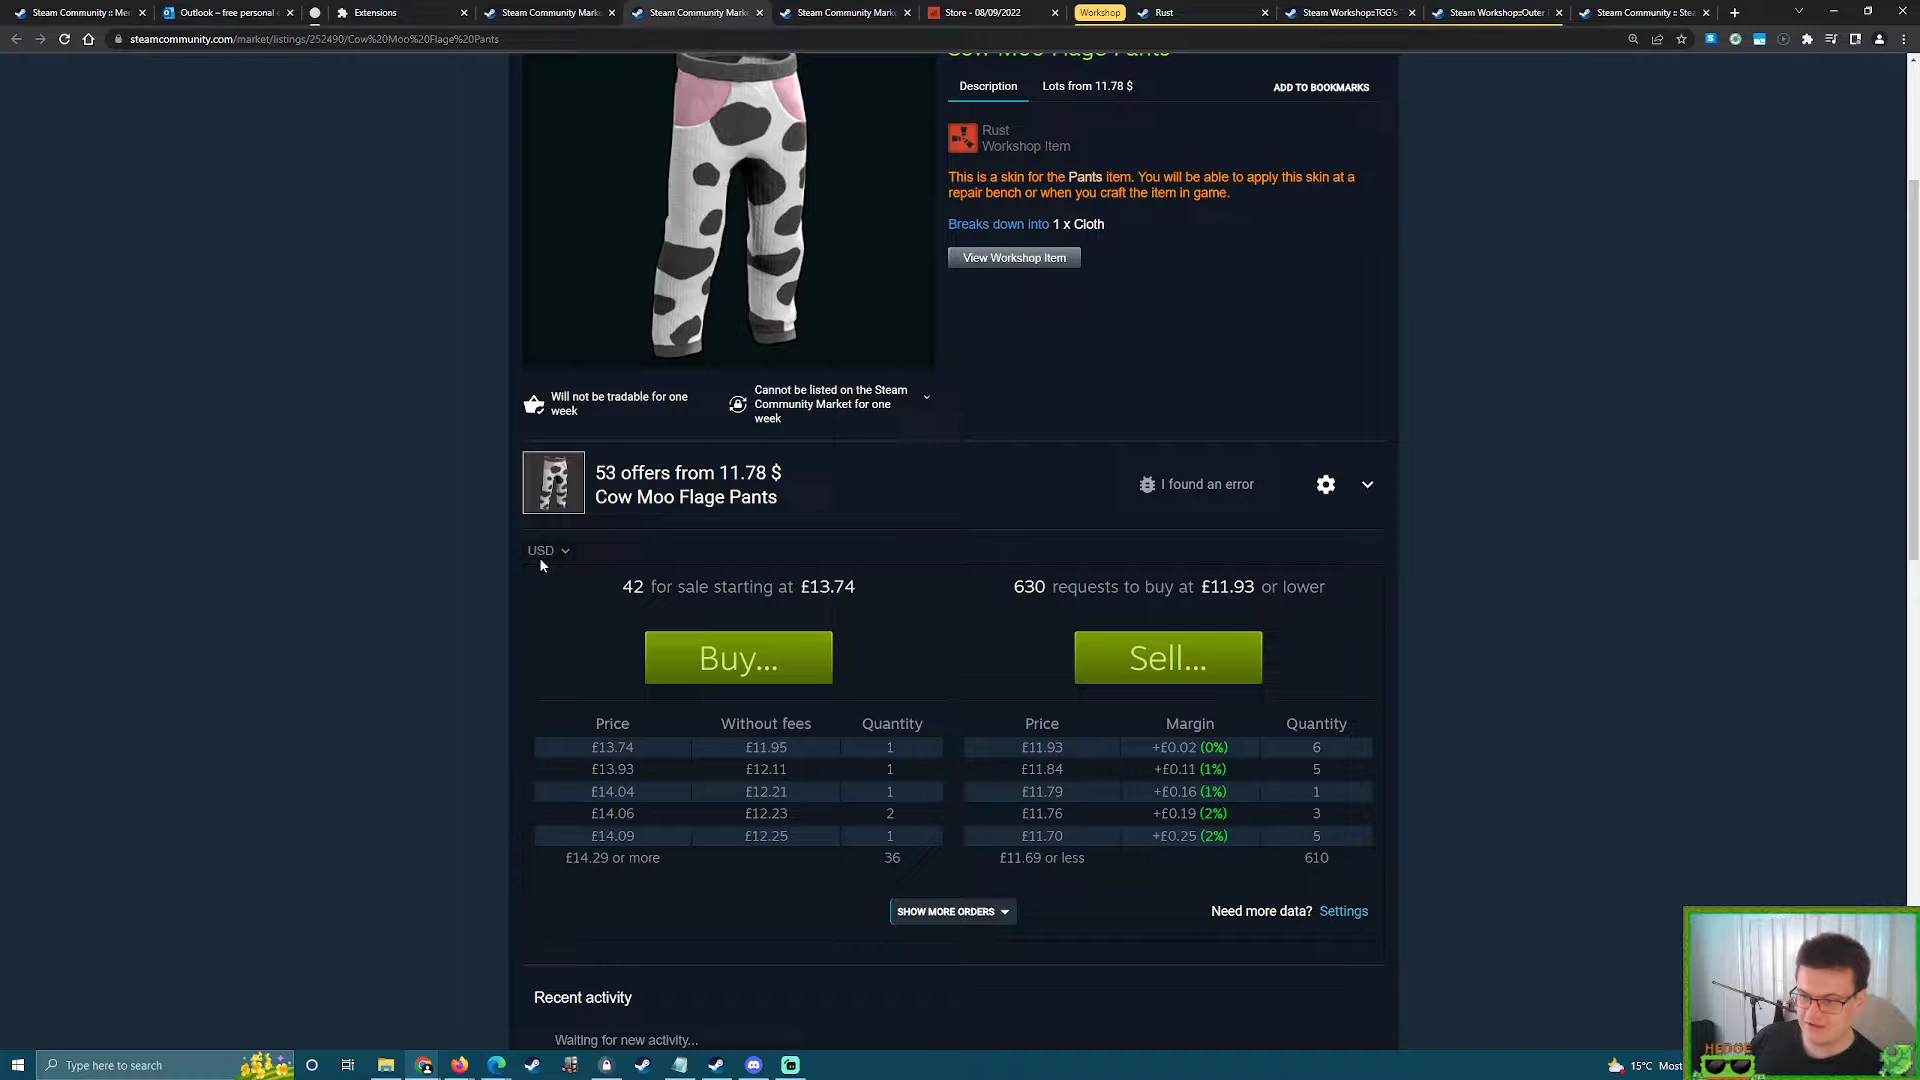 Steam Community :: Me
Outlook – free personal
Extensions
Steam Community Mark
Steam Community Mark
Steam Community Mark
Store - 08/09/2022
Workshop
Rust
Steam Workshop::TGG's
Steam Workshop::Outer
Steam Community :: Ste
steamcommunity.com/market/listings/252490/Cow%20Moo%20Flage%20Pants
Cow Moo Flage Pants
Description
Lots from 11.78 $
ADD TO BOOKMARKS
Rust
Workshop Item
This is a skin for the Pants item. You will be able to apply this skin at a
repair bench or when you craft the item in game.
Breaks down into 1 x Cloth
View Workshop Item
Will not be tradable for one
week
Cannot be listed on the Steam
Community Market for one
week
53 offers from 11.78 $
Cow Moo Flage Pants
I found an error
USD
42 for sale starting at £13.74
630 requests to buy at £11.93 or lower
Buy...
Sell...
Price Without fees Quantity
£13.74 £11.95 1
£13.93 £12.11 1
£14.04 £12.21 1
£14.06 £12.23 2
£14.09 £12.25 1
£14.29 or more 36
Price Margin Quantity
£11.93 +£0.02 (0%) 6
£11.84 +£0.11 (1%) 5
£11.79 +£0.16 (1%) 1
£11.76 +£0.19 (2%) 3
£11.70 +£0.25 (2%) 5
£11.69 or less 610
SHOW MORE ORDERS
Need more data? Settings
Recent activity
Waiting for new activity...
HEDGE
Type here to search
15°C Most